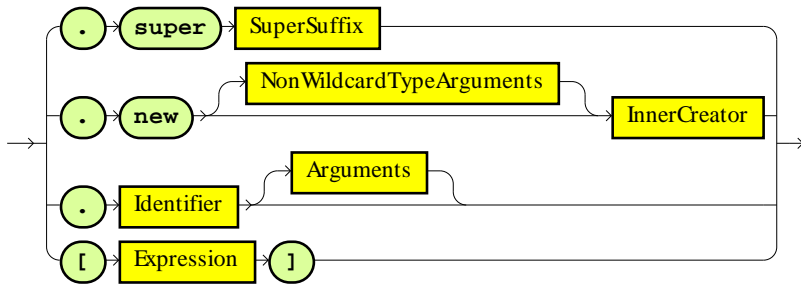 . super SuperSuffix
NonWildcardTypeArguments
. new InnerCreator
Arguments
. Identifier
[ Expression ]